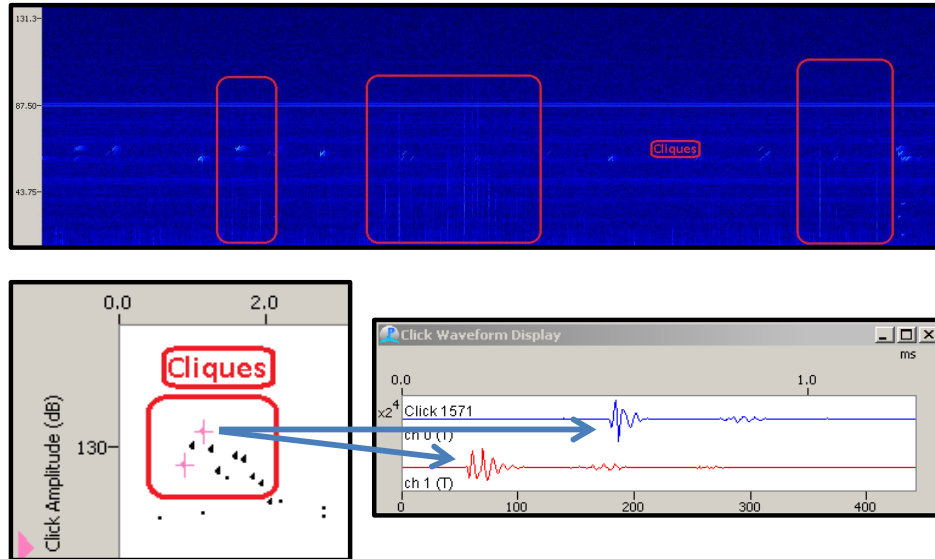 131.3
87.50
Cliques
43.75
0.0 2.0
Cliques
Click Amplitude (dB)
130
Click Waveform Display
ms
0.0 1.0
x2^4 Click 1571
ch 0 (T)
ch 1 (T)
0 100 200 300 400